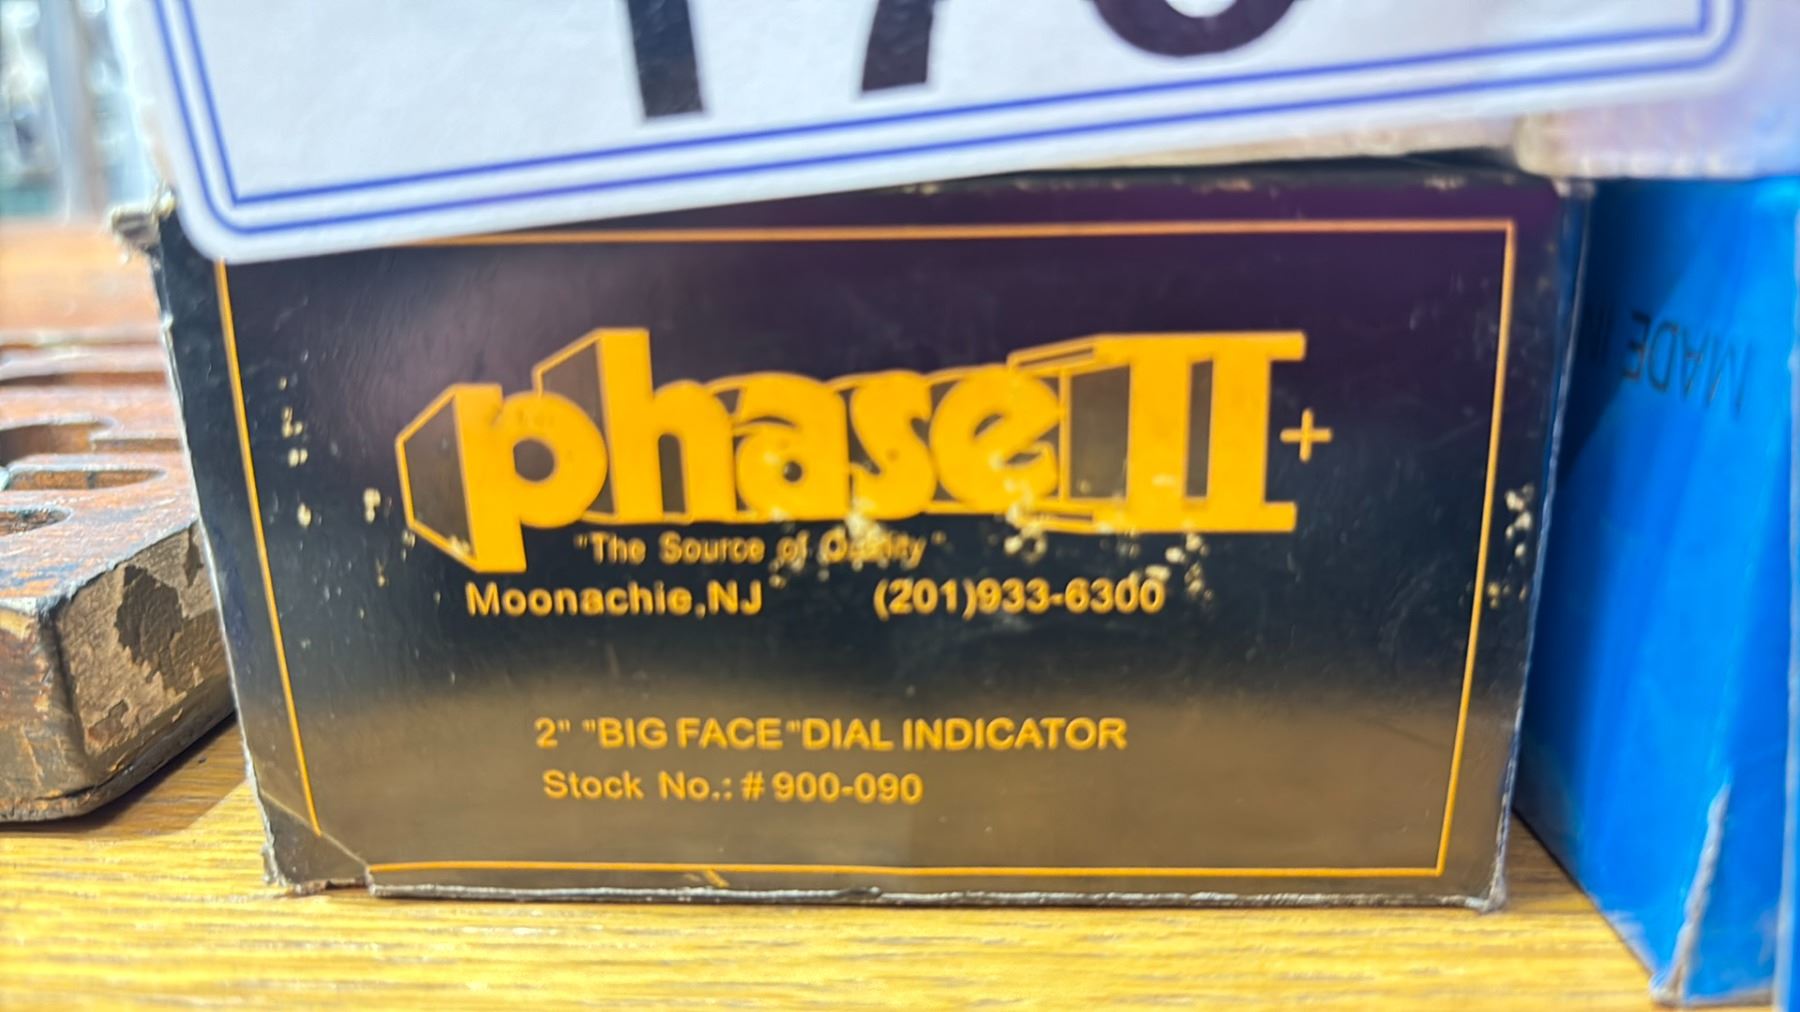 phase II+
"The Source of Quality"
Moonachie,NJ (201)933-6300
2" "BIG FACE"DIAL INDICATOR
Stock No.: # 900-090
MADE